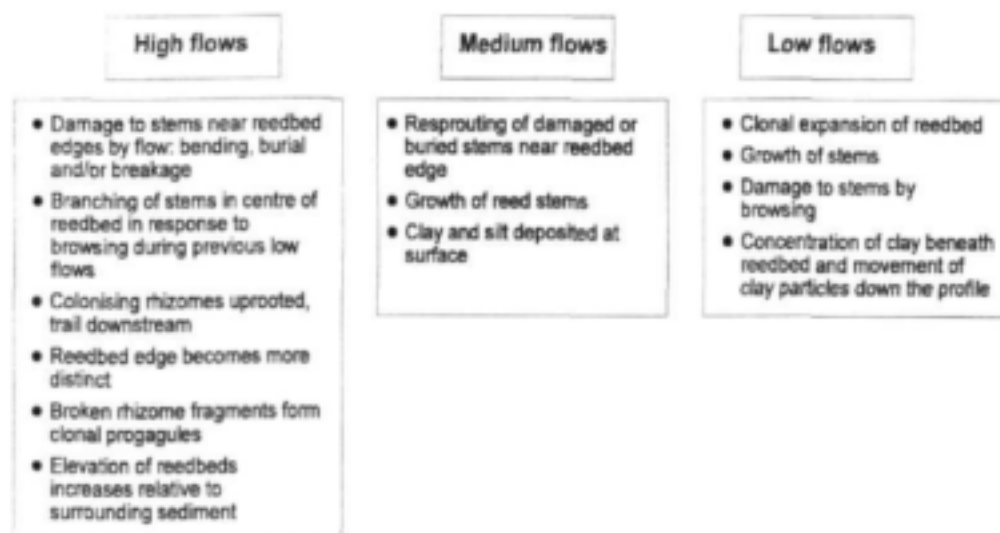 High flows
Medium flows
Low flows
• Damage to stems near reedbed
edges by flow: bending, burial
and/or breakage
• Branching of stems in centre of
reedbed in response to
browsing during previous low
flows
• Colonising rhizomes uprooted,
trail downstream
• Reedbed edge becomes more
distinct
• Broken rhizome fragments form
clonal progagules
• Elevation of reedbeds
increases relative to
surrounding sediment
• Resprouting of damaged or
buried stems near reedbed
edge
• Growth of reed stems
• Clay and silt deposited at
surface
• Clonal expansion of reedbed
• Growth of stems
• Damage to stems by
browsing
• Concentration of clay beneath
reedbed and movement of
clay particles down the profile